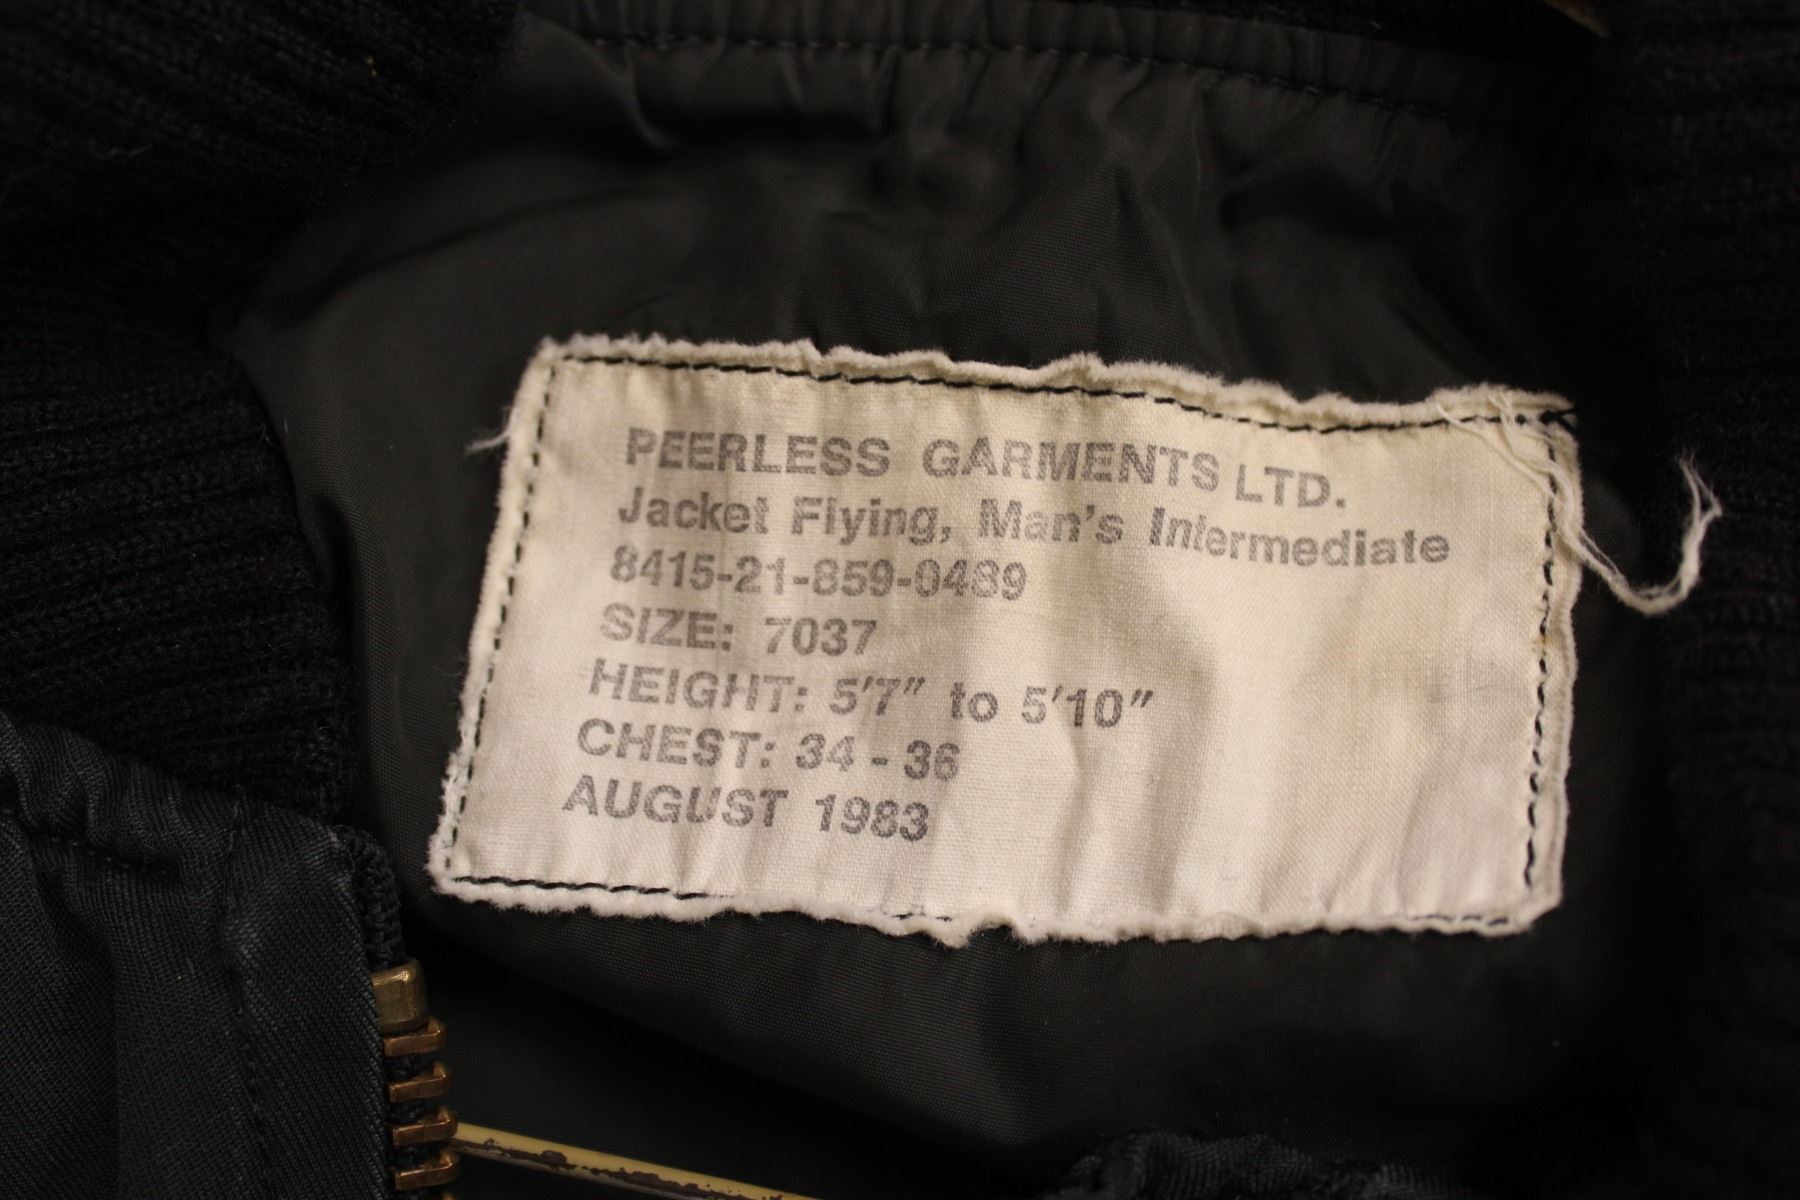 PEERLESS GARMENTS LTD.
Jacket Flying, Man's Intermediate
8415-21-859-0489
SIZE: 7037
HEIGHT: 5'7" to 5'10"
CHEST: 34 - 36
AUGUST 1983